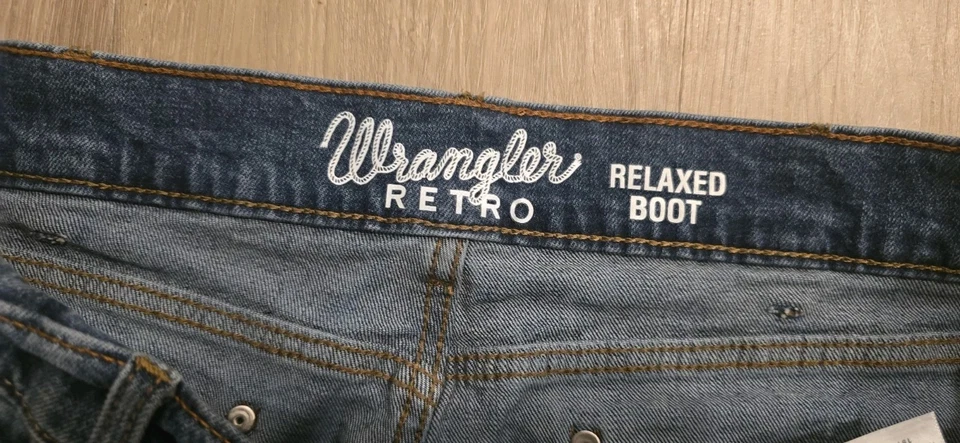 Wrangler
RETRO
RELAXED
BOOT